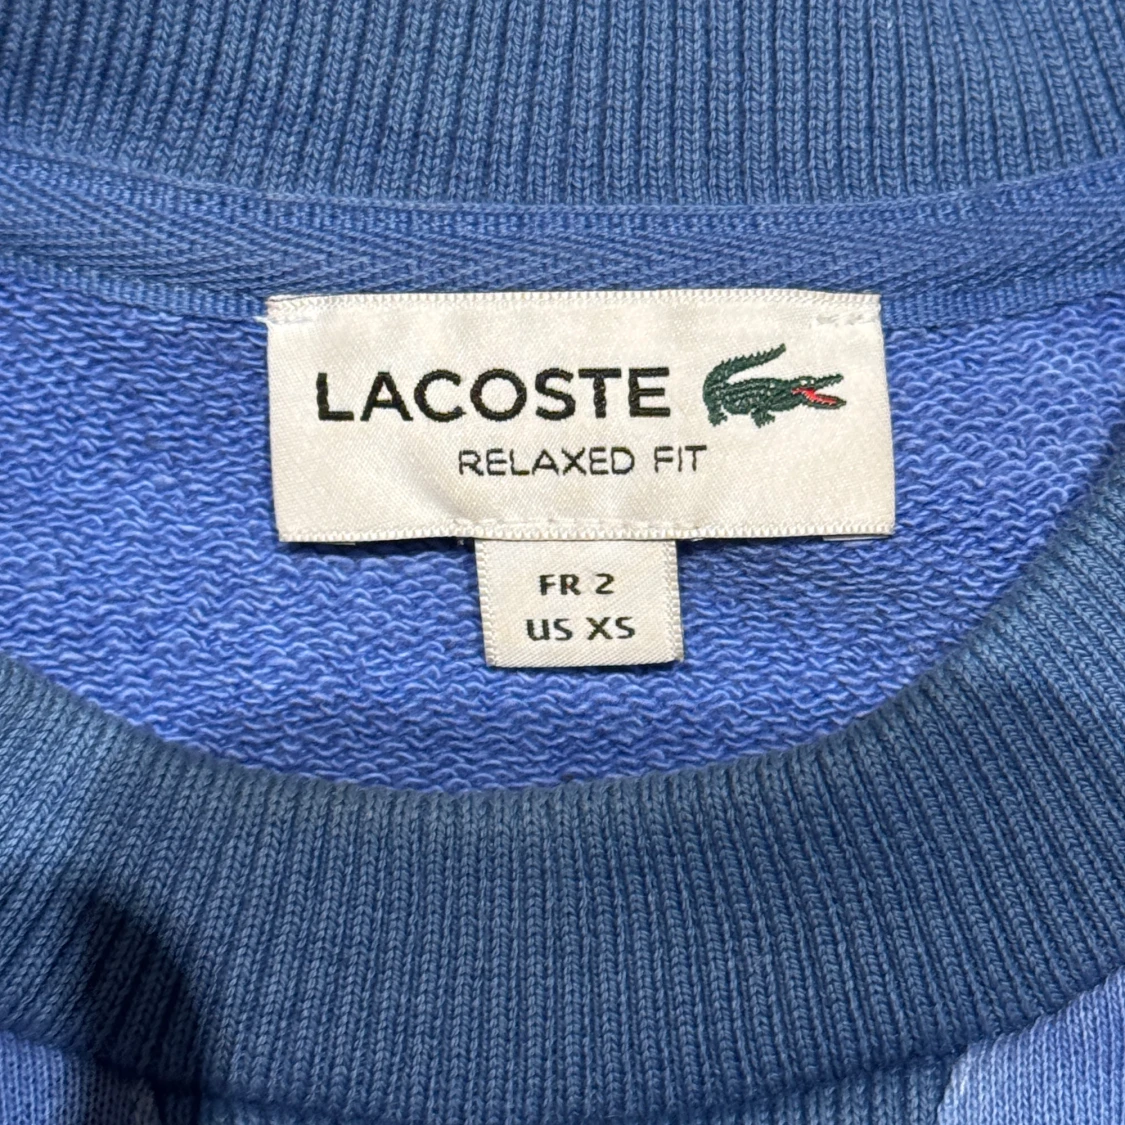 LACOSTE
RELAXED FIT
FR 2
US XS